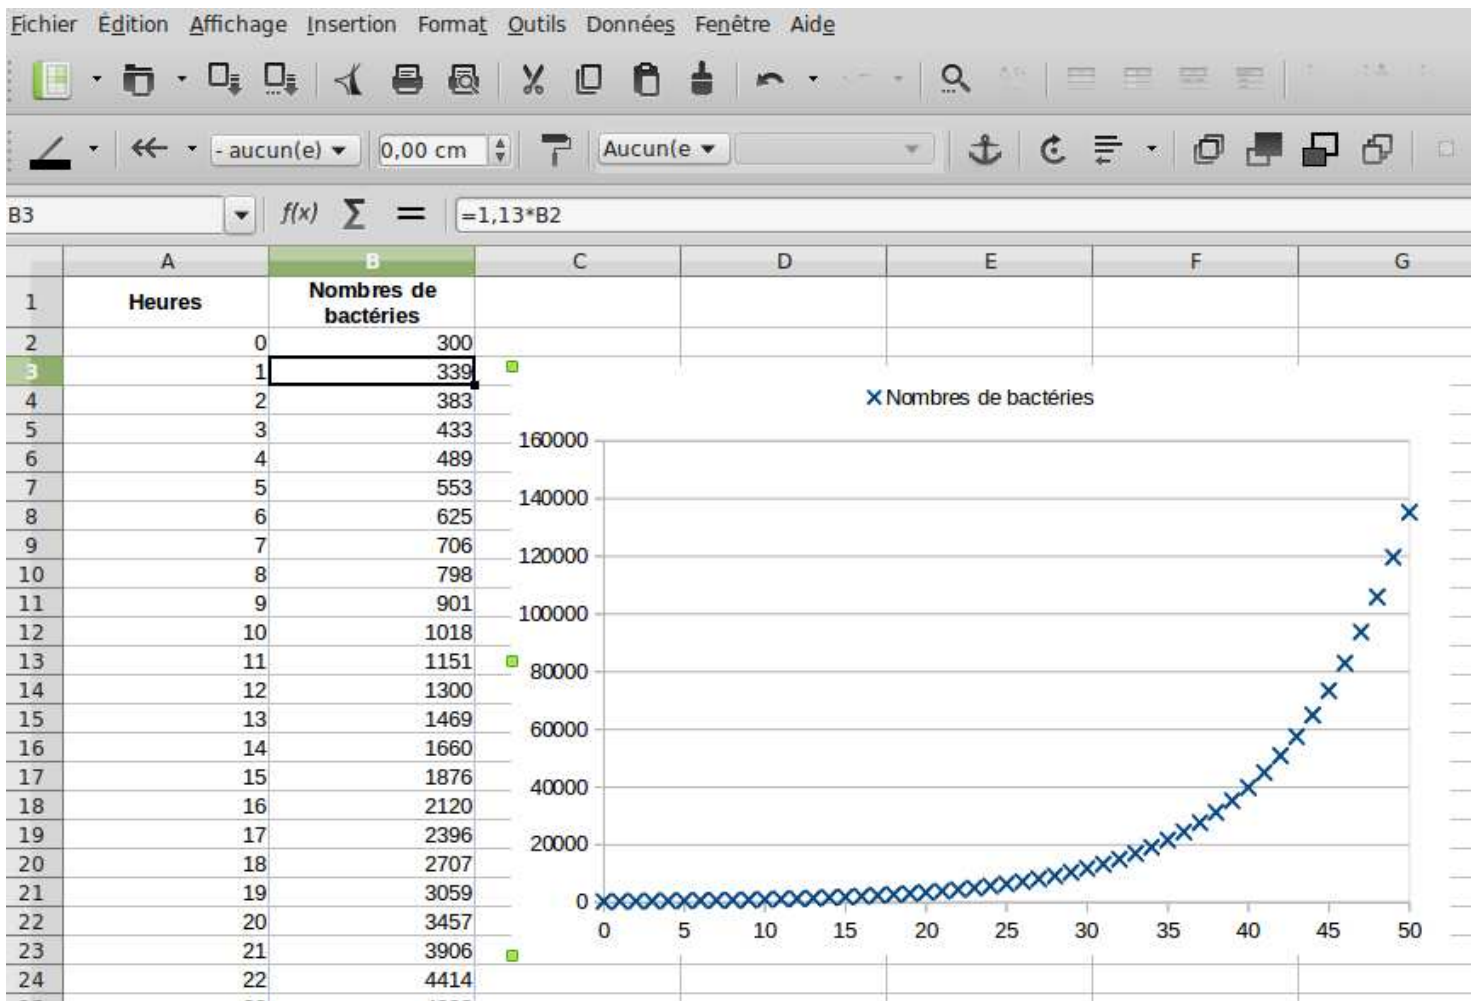 Fichier Édition Affichage Insertion Format Outils Données Fenêtre Aide
- aucun(e) 0,00 cm Aucun(e
B3 f(x) Σ = =1,13*B2
A B C D E F G
1 Heures Nombres de
bactéries
2 0 300
3 1 339
4 2 383
5 3 433
6 4 489
7 5 553
8 6 625
9 7 706
10 8 798
11 9 901
12 10 1018
13 11 1151
14 12 1300
15 13 1469
16 14 1660
17 15 1876
18 16 2120
19 17 2396
20 18 2707
21 19 3059
22 20 3457
23 21 3906
24 22 4414
Nombres de bactéries
160000
140000
120000
100000
80000
60000
40000
20000
0
0 5 10 15 20 25 30 35 40 45 50